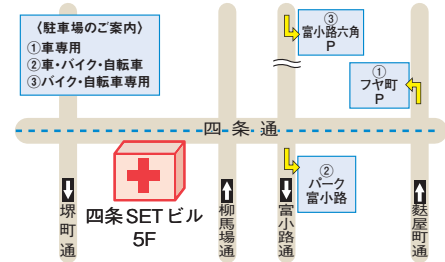 〈駐車場のご案内〉
①車専用
②車・バイク・自転車
③バイク・自転車専用
③
富小路六角
P
①
フヤ町
P
四条通
②
パーク
富小路
四条SETビル
5F
堺町通
柳馬場通
富小路通
麩屋町通